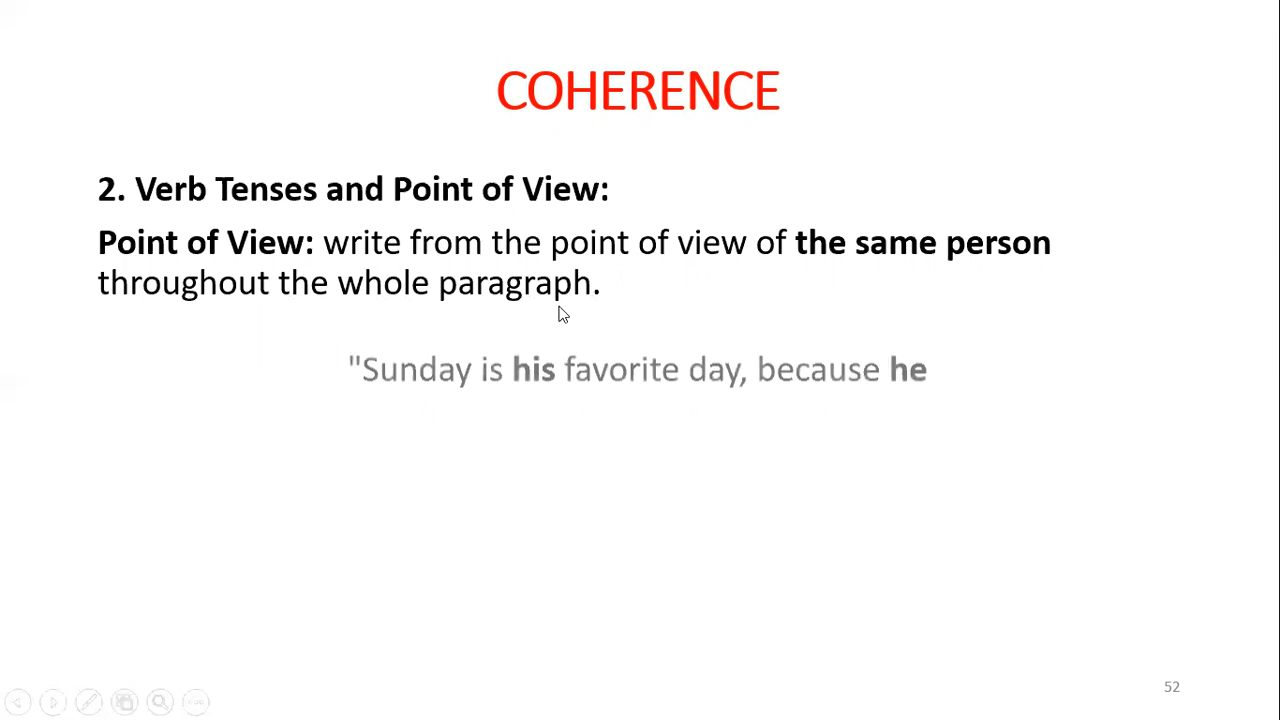 COHERENCE
2. Verb Tenses and Point of View:
Point of View: write from the point of view of the same person
throughout the whole paragraph.
"Sunday is his favorite day, because he
52